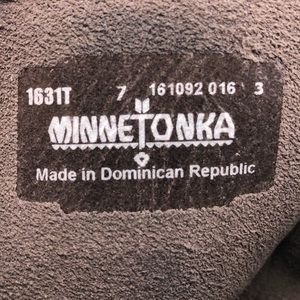 1631T 7 161092 016 3
MINNETONKA
Made in Dominican Republic